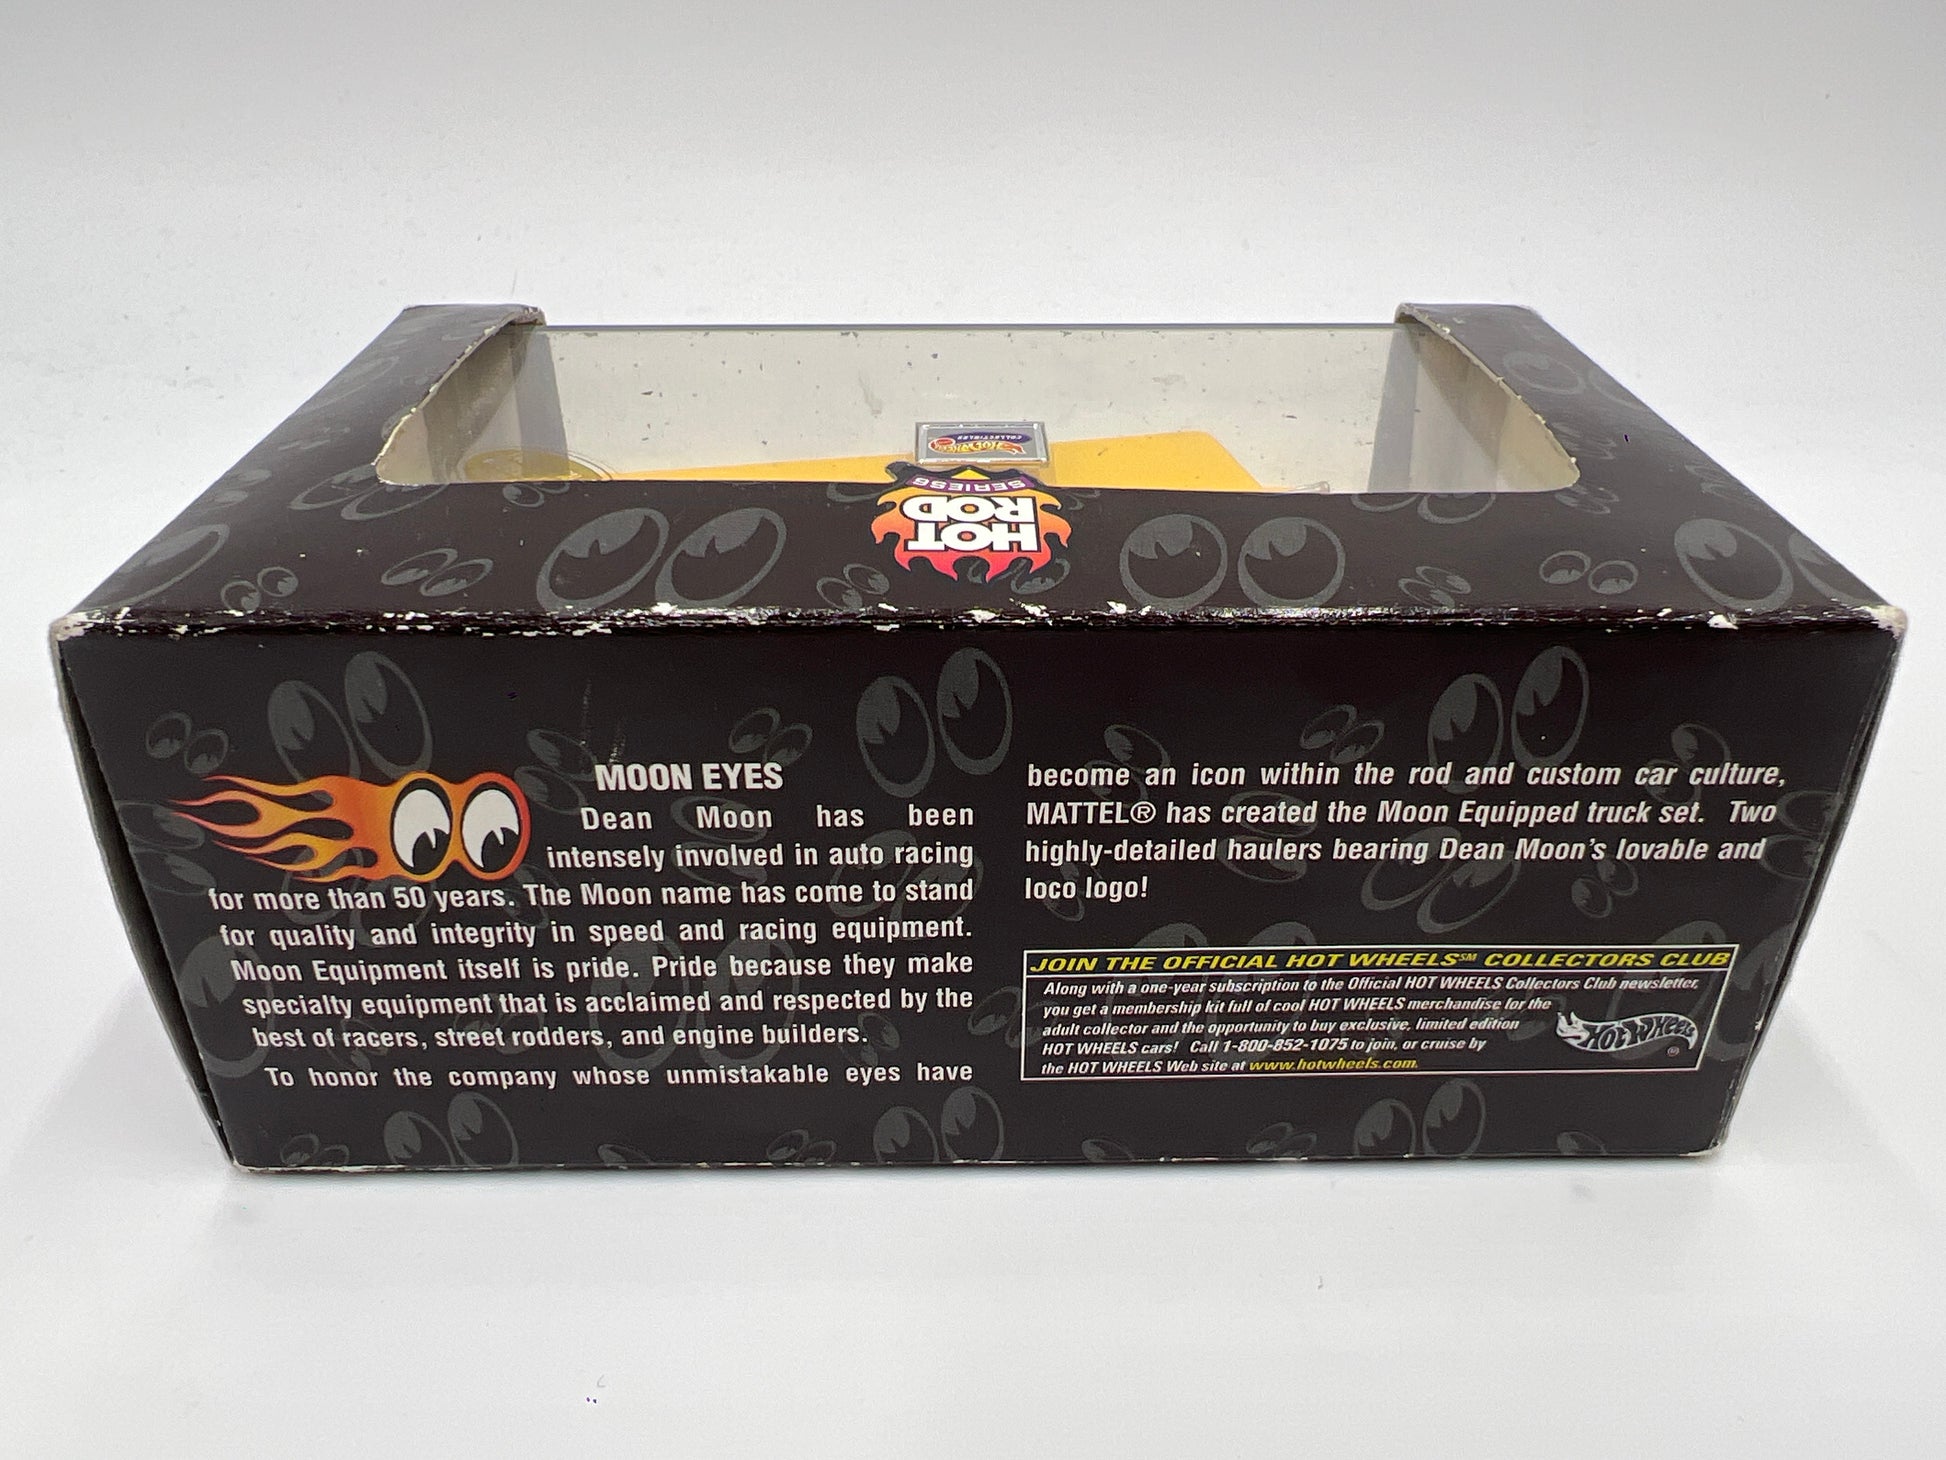 HOT WHEELS
COLLECTIBLES
HOT
ROD
SERIES
MOON EYES
Dean Moon has been
intensely involved in auto racing
for more than 50 years. The Moon name has come to stand
for quality and integrity in speed and racing equipment.
Moon Equipment itself is pride. Pride because they make
specialty equipment that is acclaimed and respected by the
best of racers, street rodders, and engine builders.
To honor the company whose unmistakable eyes have
become an icon within the rod and custom car culture,
MATTEL® has created the Moon Equipped truck set. Two
highly-detailed haulers bearing Dean Moon's lovable and
loco logo!
JOIN THE OFFICIAL HOT WHEELS℠ COLLECTORS CLUB
Along with a one-year subscription to the Official HOT WHEELS Collectors Club newsletter,
you get a membership kit full of cool HOT WHEELS merchandise for the
adult collector and the opportunity to buy exclusive, limited edition
HOT WHEELS cars! Call 1-800-852-1075 to join, or cruise by
the HOT WHEELS Web site at www.hotwheels.com.
HOT WHEELS